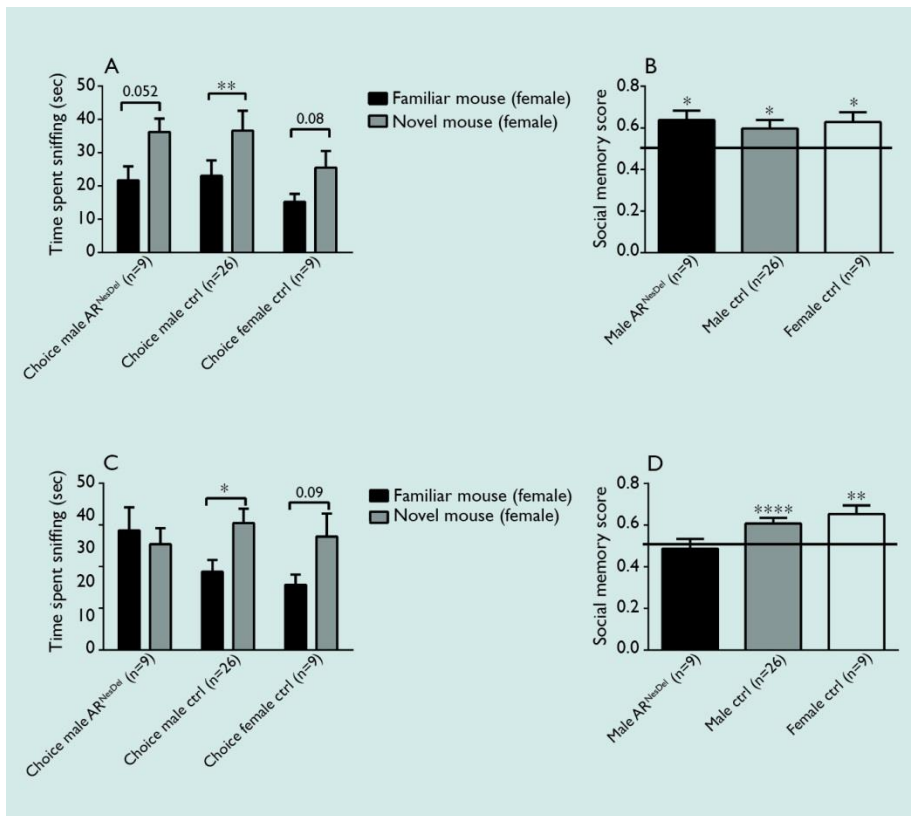 A
Time spent sniffing (sec)
50
40
30
20
10
0
0.052
**
0.08
Choice male AR^NesDel (n=9)
Choice male ctrl (n=26)
Choice female ctrl (n=9)
Familiar mouse (female)
Novel mouse (female)
B
Social memory score
0.8
0.6
0.4
0.2
0.0
*
*
*
Male AR^NesDel (n=9)
Male ctrl (n=26)
Female ctrl (n=9)
C
Time spent sniffing (sec)
50
40
30
20
10
0
*
0.09
Choice male AR^NesDel (n=9)
Choice male ctrl (n=26)
Choice female ctrl (n=9)
Familiar mouse (female)
Novel mouse (female)
D
Social memory score
0.8
0.6
0.4
0.2
0.0
****
**
Male AR^NesDel (n=9)
Male ctrl (n=26)
Female ctrl (n=9)